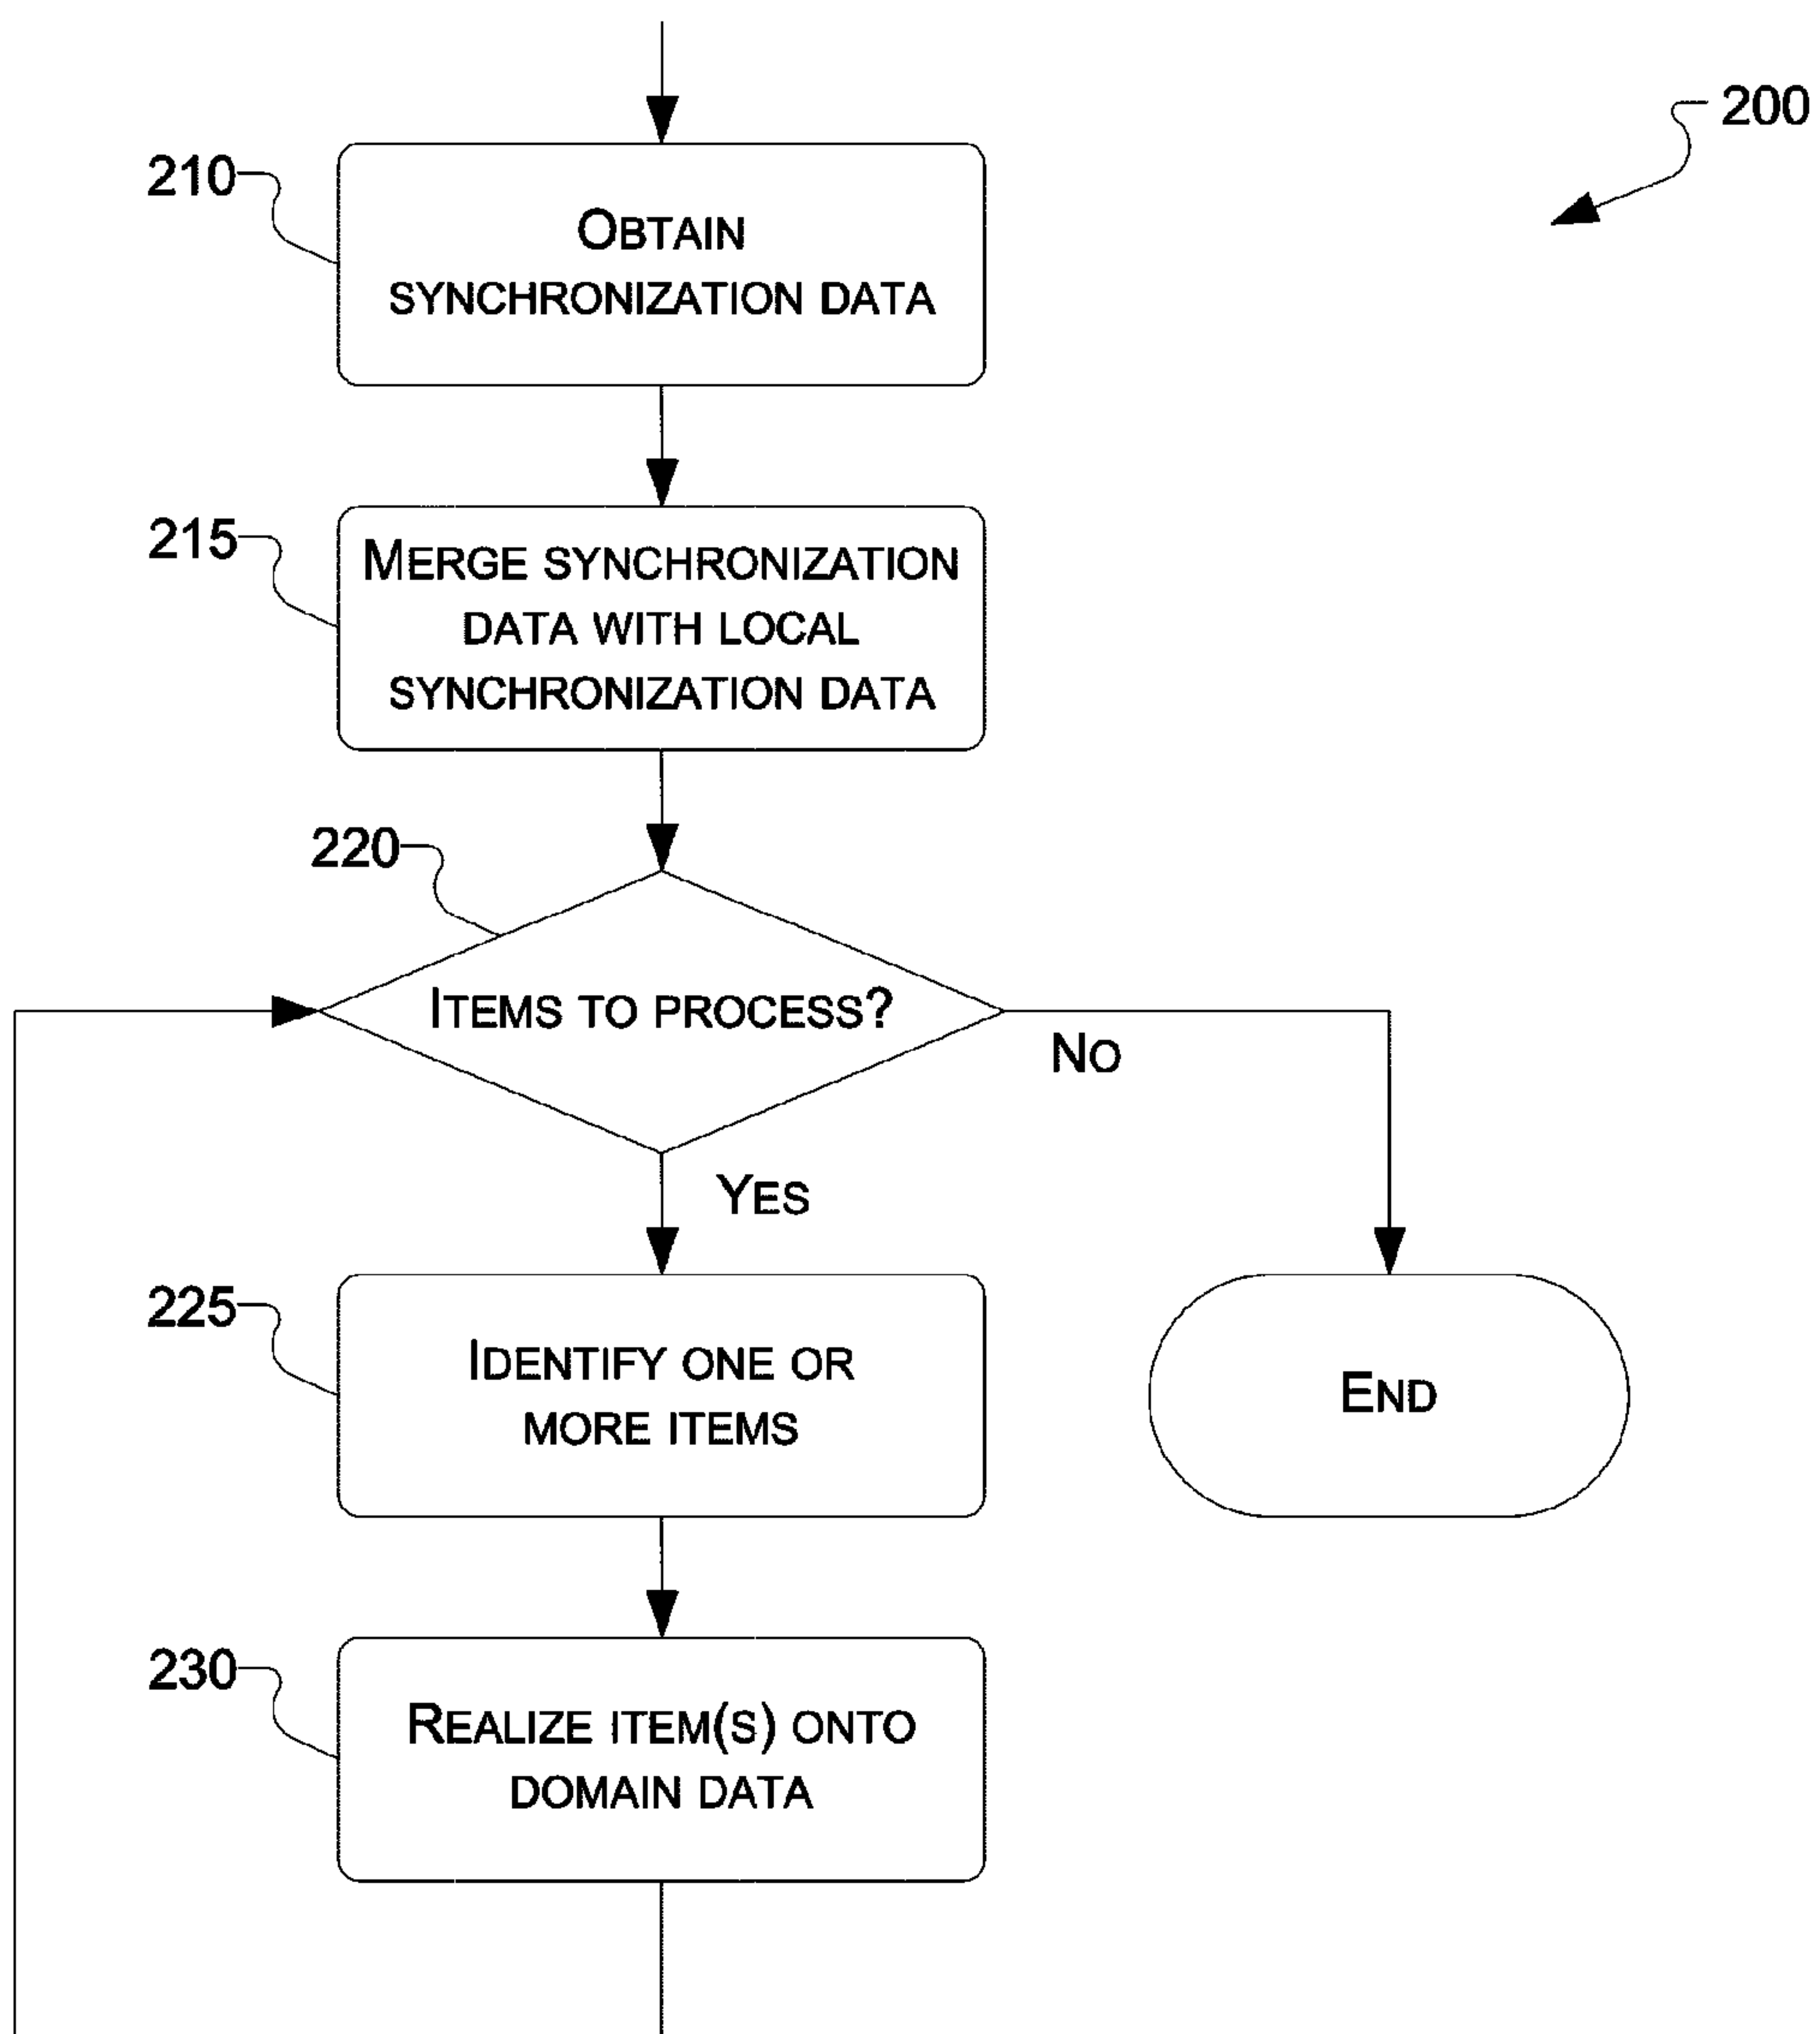 200
210
OBTAIN
SYNCHRONIZATION DATA
215
MERGE SYNCHRONIZATION
DATA WITH LOCAL
SYNCHRONIZATION DATA
220
ITEMS TO PROCESS?
NO
YES
225
IDENTIFY ONE OR
MORE ITEMS
END
230
REALIZE ITEM(S) ONTO
DOMAIN DATA